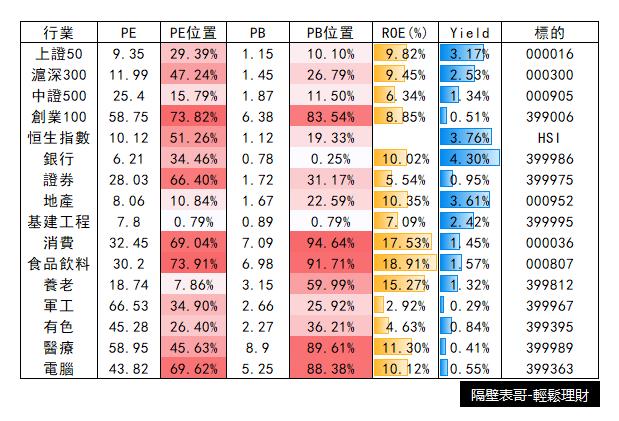 行業 PE PE位置 PB PB位置 ROE(%) Yield 標的
上證50 9.35 29.39% 1.15 10.10% 9.82% 3.17% 000016
滬深300 11.99 47.24% 1.45 26.79% 9.45% 2.53% 000300
中證500 25.4 15.79% 1.87 11.50% 6.34% 1.34% 000905
創業100 58.75 73.82% 6.38 83.54% 8.85% 0.51% 399006
恒生指數 10.12 51.26% 1.12 19.33% 3.76% HSI
銀行 6.21 34.46% 0.78 0.25% 10.02% 4.30% 399986
證券 28.03 66.40% 1.72 31.17% 5.54% 0.95% 399975
地產 8.06 10.84% 1.67 22.59% 10.35% 3.61% 000952
基建工程 7.8 0.79% 0.89 0.79% 7.09% 2.42% 399995
消費 32.45 69.04% 7.09 94.64% 17.53% 1.45% 000036
食品飲料 30.2 73.91% 6.98 91.71% 18.91% 1.57% 000807
養老 18.74 7.86% 3.15 59.99% 15.27% 1.32% 399812
軍工 66.53 34.90% 2.66 25.92% 2.92% 0.29% 399967
有色 45.28 26.40% 2.27 36.21% 4.63% 0.84% 399395
醫療 58.95 45.63% 8.9 89.61% 11.30% 0.41% 399989
電腦 43.82 69.62% 5.25 88.38% 10.12% 0.55% 399363
隔壁表哥-輕鬆理財